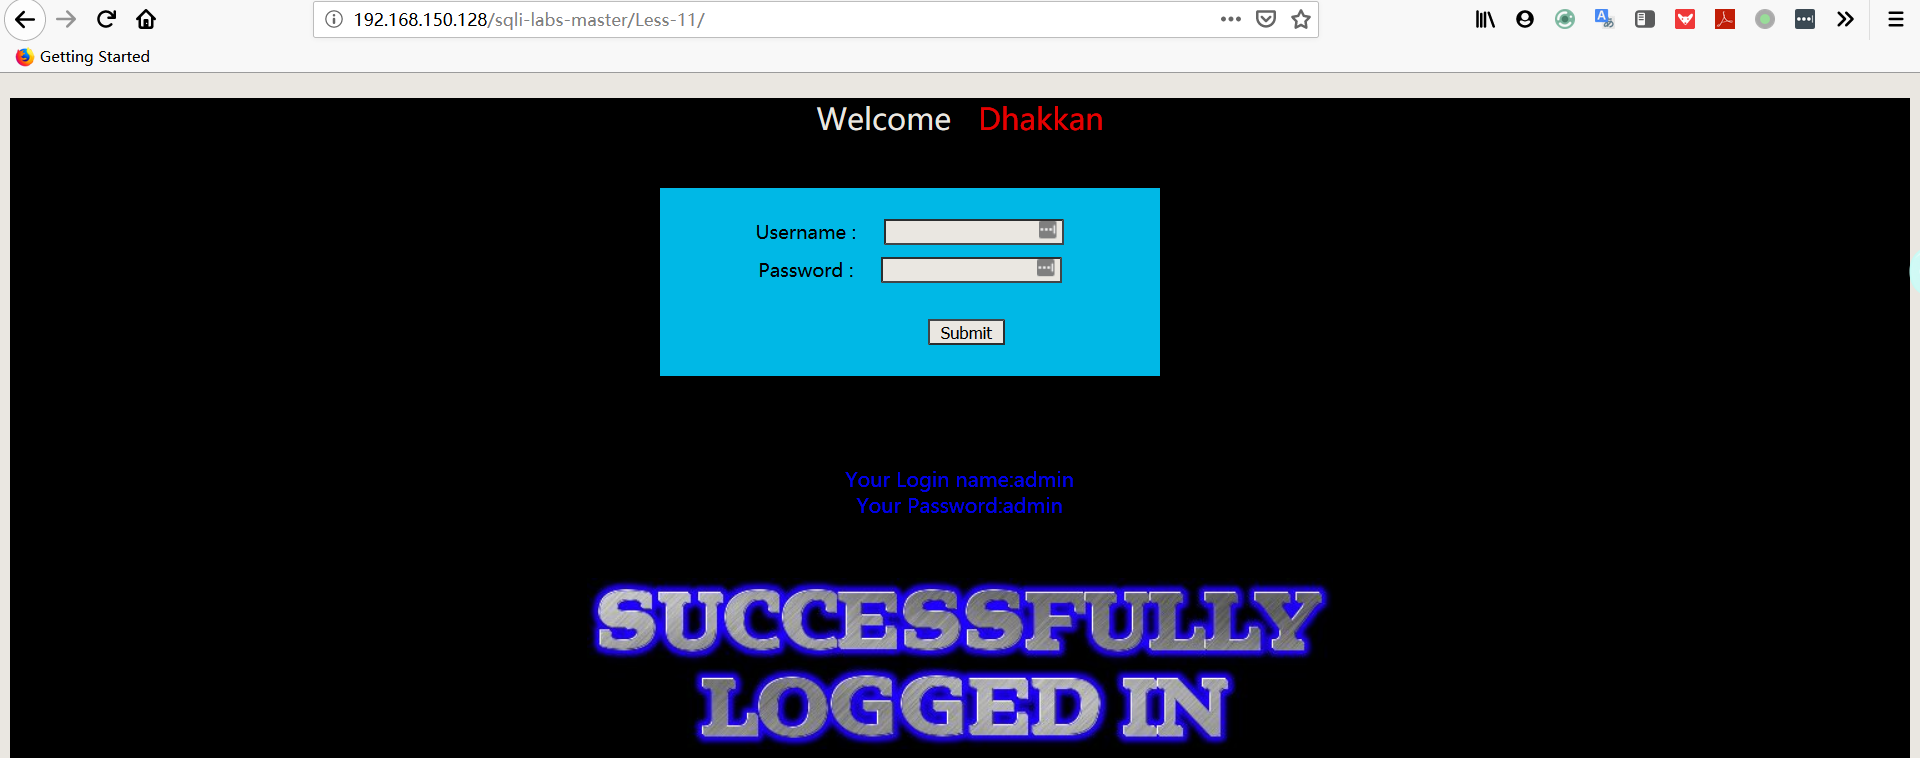 192.168.150.128/sqli-labs-master/Less-11/
Getting Started
Welcome Dhakkan
Username :
Password :
Submit
Your Login name:admin
Your Password:admin
SUCCESSFULLY
LOGGED IN